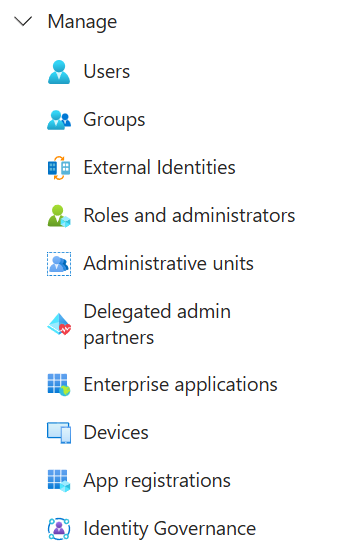 Manage
Users
Groups
External Identities
Roles and administrators
Administrative units
Delegated admin
partners
Enterprise applications
Devices
App registrations
Identity Governance